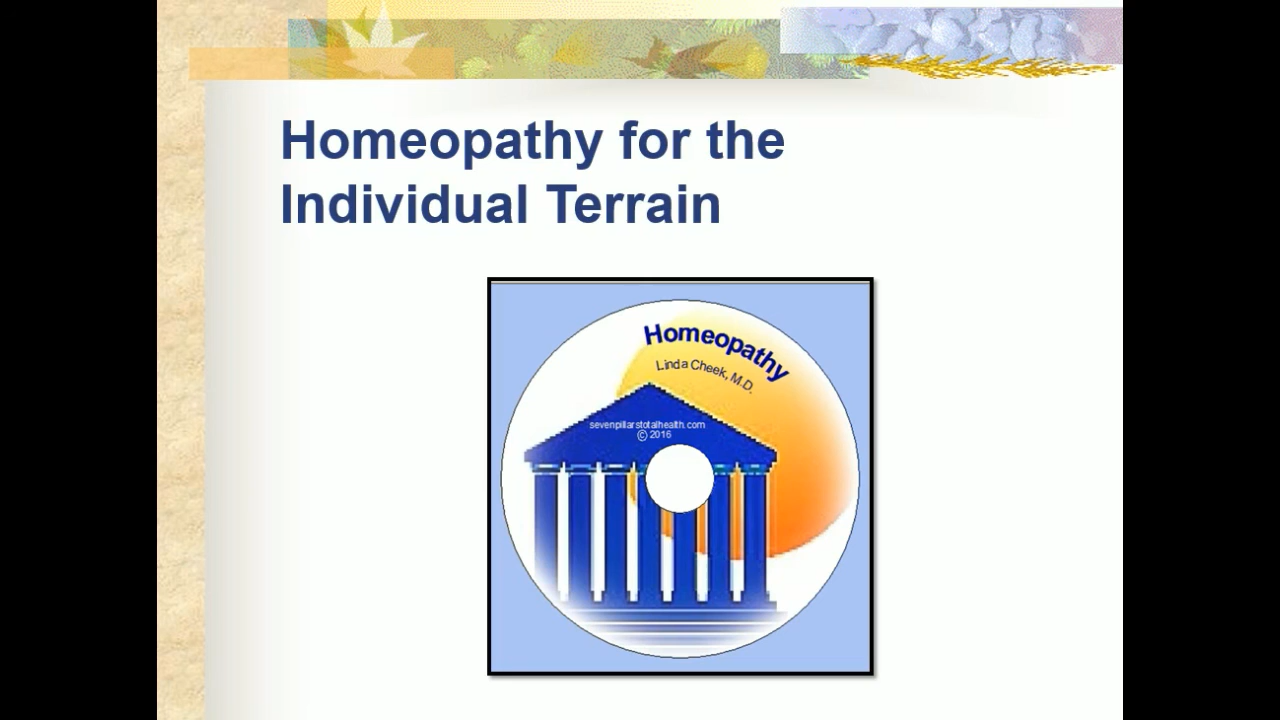 Homeopathy for the
Individual Terrain
Homeopathy
Linda Cheek, M.D.
sevenpillarstotalhealth.com
© 2016